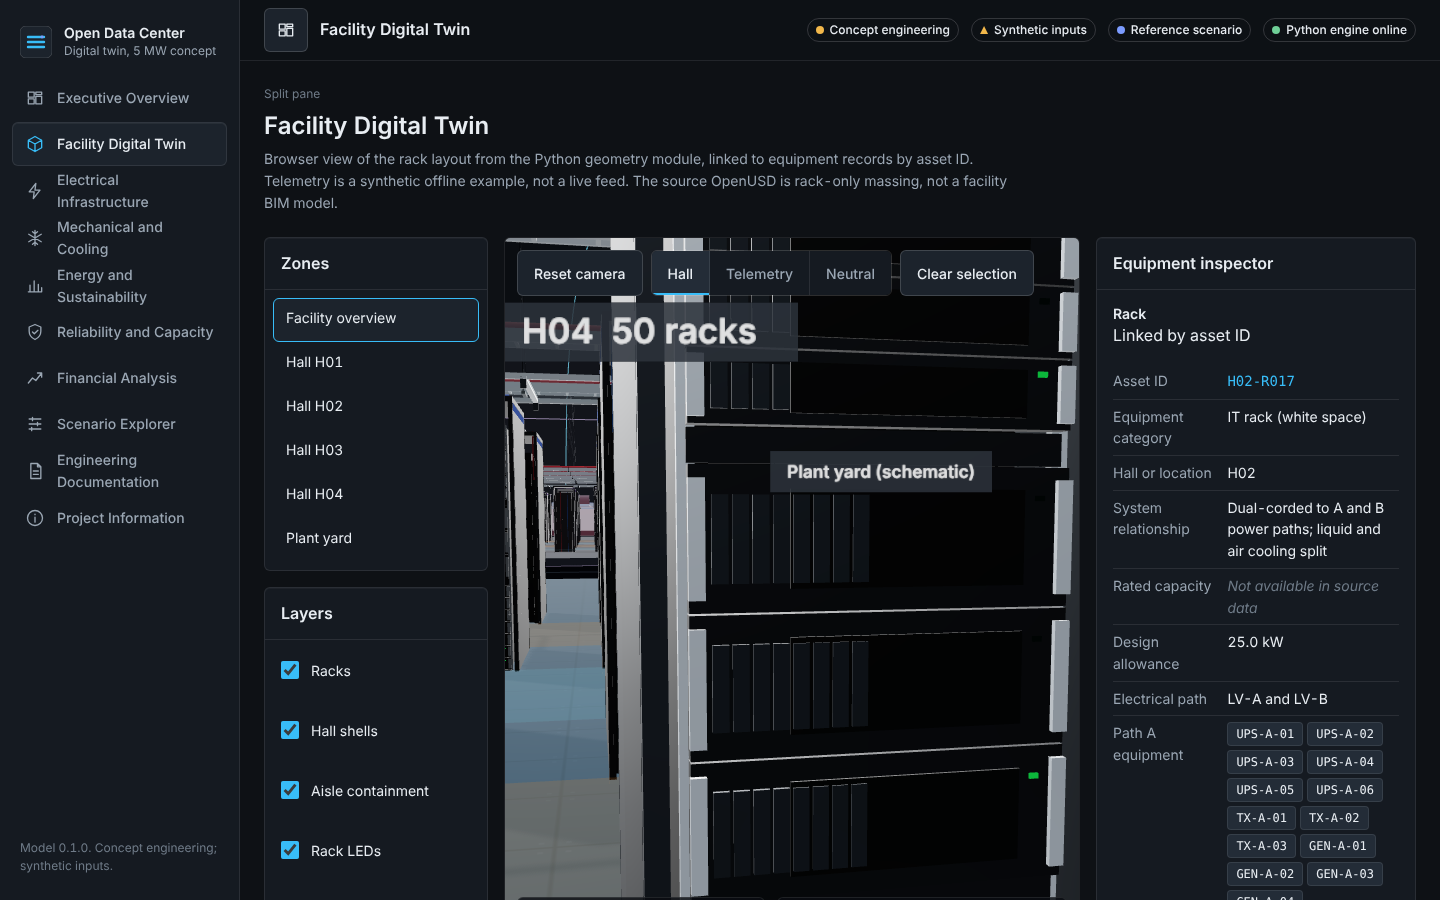 Open Data Center
Digital twin, 5 MW concept
Executive Overview
Facility Digital Twin
Electrical
Infrastructure
Mechanical and
Cooling
Energy and
Sustainability
Reliability and Capacity
Financial Analysis
Scenario Explorer
Engineering
Documentation
Project Information
Model 0.1.0. Concept engineering;
synthetic inputs.
Facility Digital Twin
Concept engineering
Synthetic inputs
Reference scenario
Python engine online
Split pane
Facility Digital Twin
Browser view of the rack layout from the Python geometry module, linked to equipment records by asset ID.
Telemetry is a synthetic offline example, not a live feed. The source OpenUSD is rack-only massing, not a facility
BIM model.
Zones
Facility overview
Hall H01
Hall H02
Hall H03
Hall H04
Plant yard
Layers
Racks
Hall shells
Aisle containment
Rack LEDs
Reset camera
Hall
Telemetry
Neutral
Clear selection
H04 50 racks
Plant yard (schematic)
Equipment inspector
Rack
Linked by asset ID
Asset ID H02-R017
Equipment category IT rack (white space)
Hall or location H02
System relationship Dual-corded to A and B
power paths; liquid and
air cooling split
Rated capacity Not available in source
data
Design allowance 25.0 kW
Electrical path LV-A and LV-B
Path A equipment
UPS-A-01 UPS-A-02
UPS-A-03 UPS-A-04
UPS-A-05 UPS-A-06
TX-A-01 TX-A-02
TX-A-03 GEN-A-01
GEN-A-02 GEN-A-03